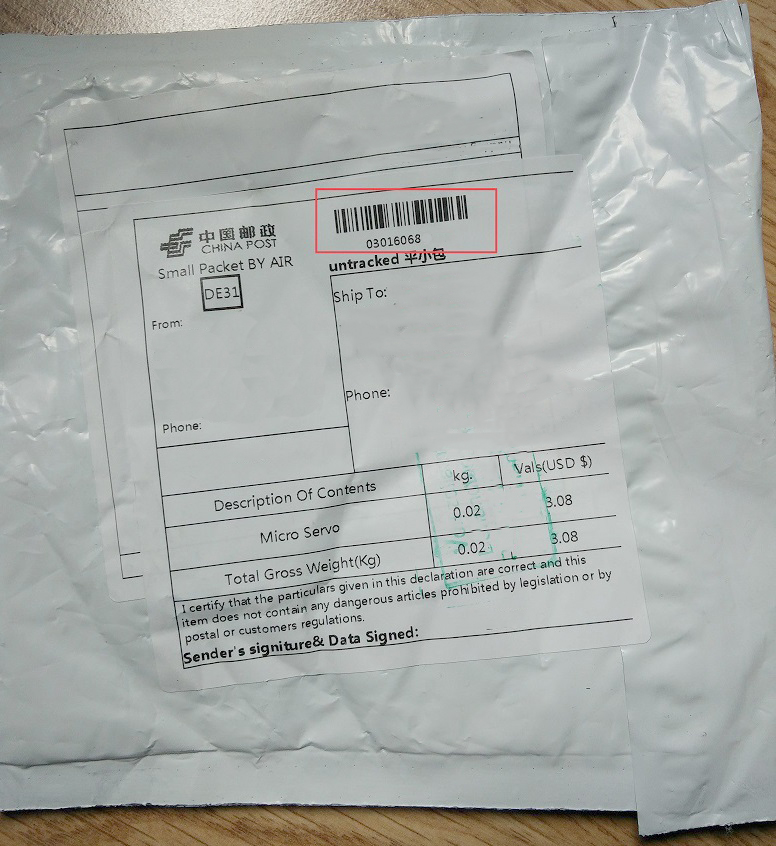 中国邮政
CHINA POST
Small Packet BY AIR
DE31
From:
Phone:
03016068
untracked 平小包
Ship To:
Phone:
Description Of Contents kg. Vals(USD $)
Micro Servo 0.02 3.08
Total Gross Weight(Kg) 0.02 3.08
I certify that the particulars given in this declaration are correct and this
item does not contain any dangerous articles prohibited by legislation or by
postal or customers regulations.
Sender's signiture& Data Signed: